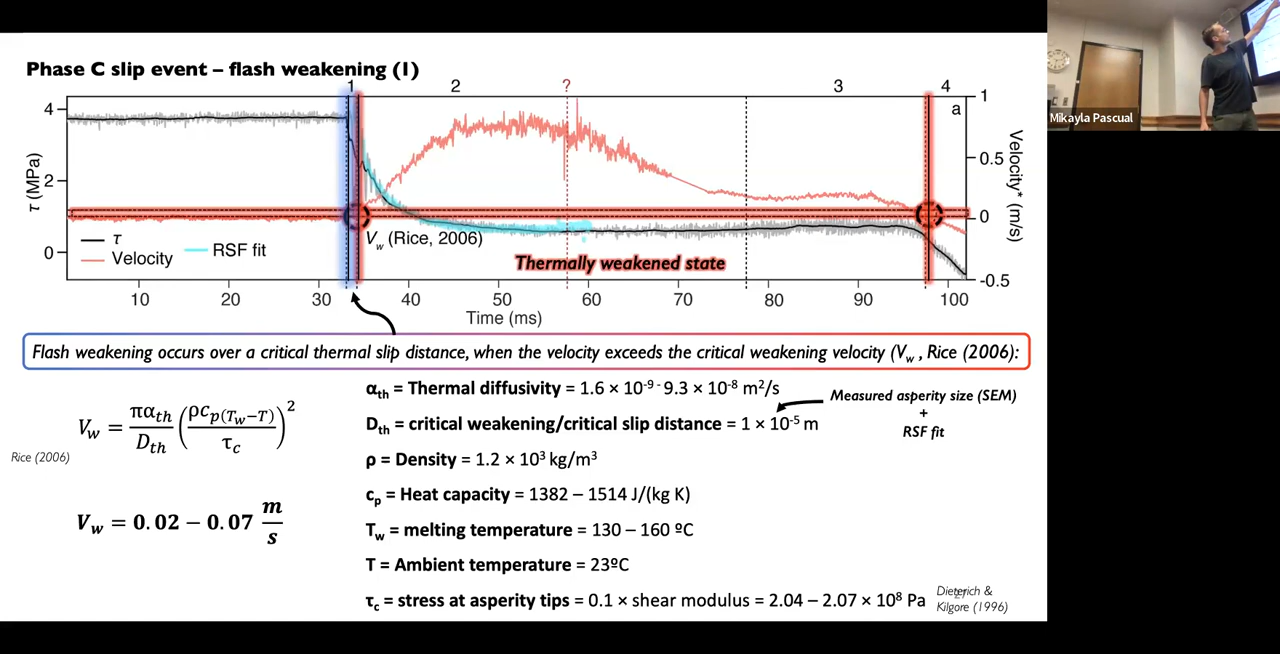 Phase C slip event – flash weakening (1)
1 2 ? 3 4
4
2
0
τ (MPa)
1
0.5
0
-0.5
Velocity* (m/s)
a
τ
Velocity
RSF fit
V_w (Rice, 2006)
Thermally weakened state
10 20 30 40 50 60 70 80 90 100
Time (ms)
Flash weakening occurs over a critical thermal slip distance, when the velocity exceeds the critical weakening velocity (V_w , Rice (2006):
V_w = πα_th / D_th (ρc_p(T_w−T) / τ_c)^2
Rice (2006)
V_w = 0.02 − 0.07 m/s
α_th = Thermal diffusivity = 1.6 × 10^-9 - 9.3 × 10^-8 m^2/s
D_th = critical weakening/critical slip distance = 1 × 10^-5 m
Measured asperity size (SEM)
+
RSF fit
ρ = Density = 1.2 × 10^3 kg/m^3
c_p = Heat capacity = 1382 – 1514 J/(kg K)
T_w = melting temperature = 130 – 160 ºC
T = Ambient temperature = 23ºC
τ_c = stress at asperity tips = 0.1 × shear modulus = 2.04 – 2.07 × 10^8 Pa
Dieterich &
Kilgore (1996)
Mikayla Pascual